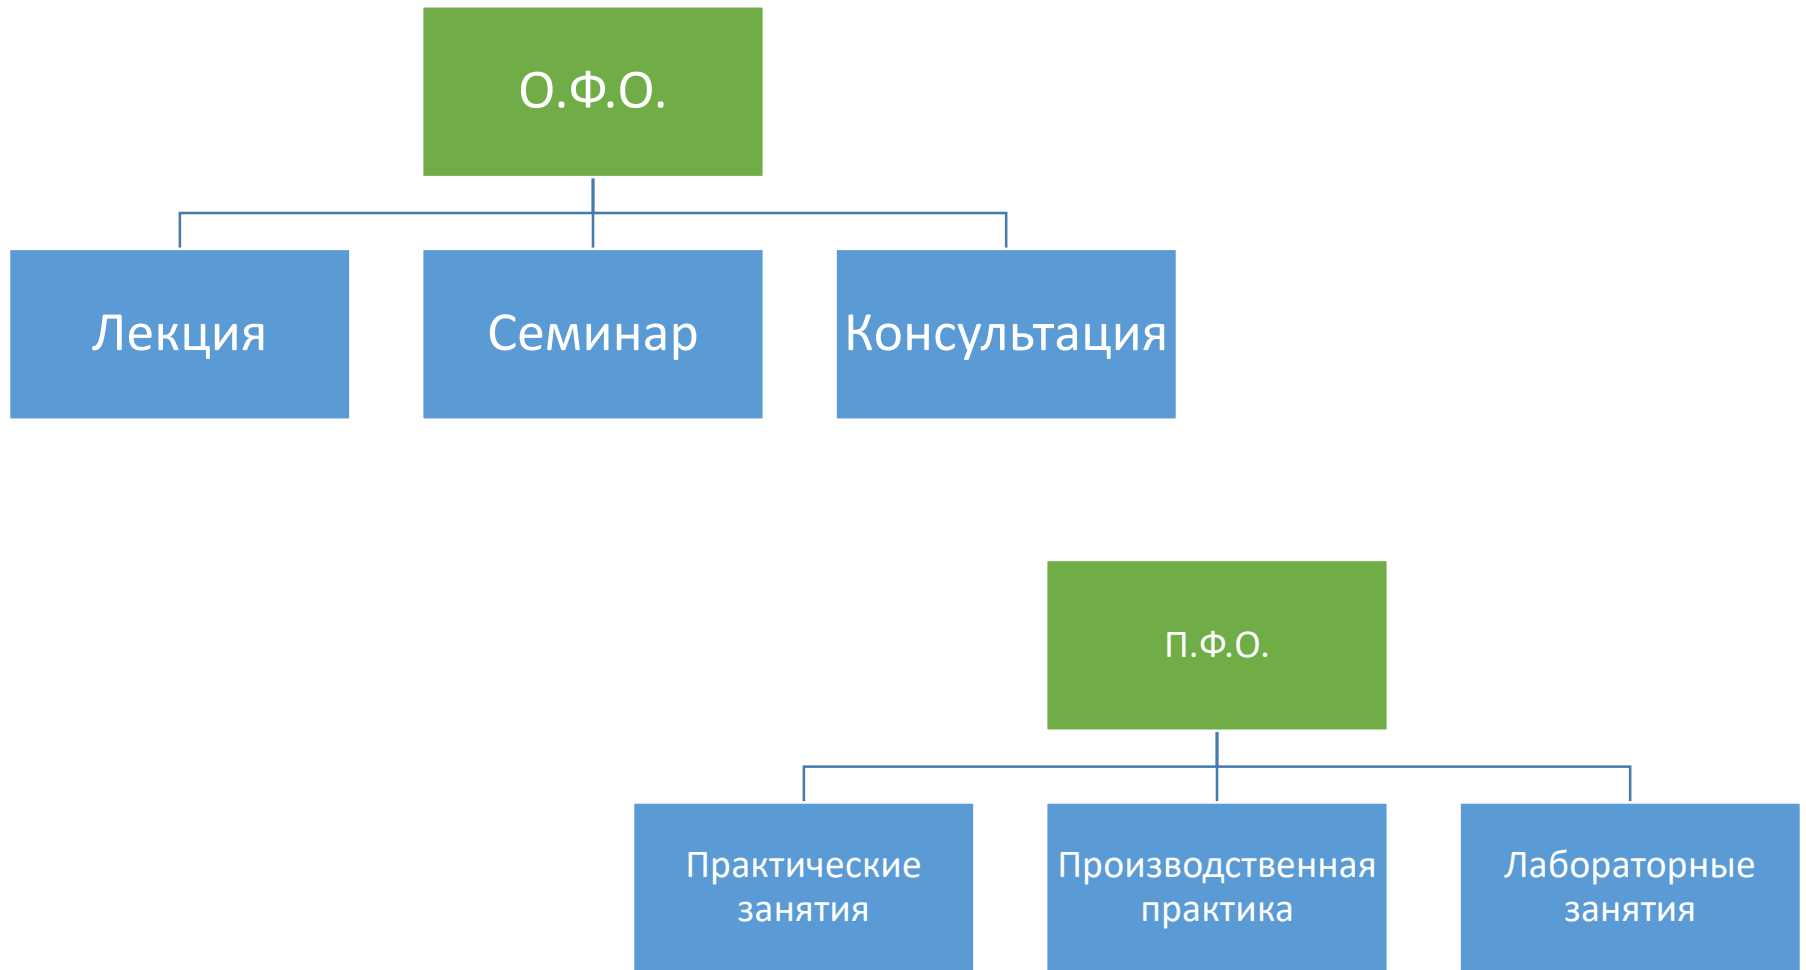 О.Ф.О.
Лекция
Семинар
Консультация
П.Ф.О.
Практические
занятия
Производственная
практика
Лабораторные
занятия